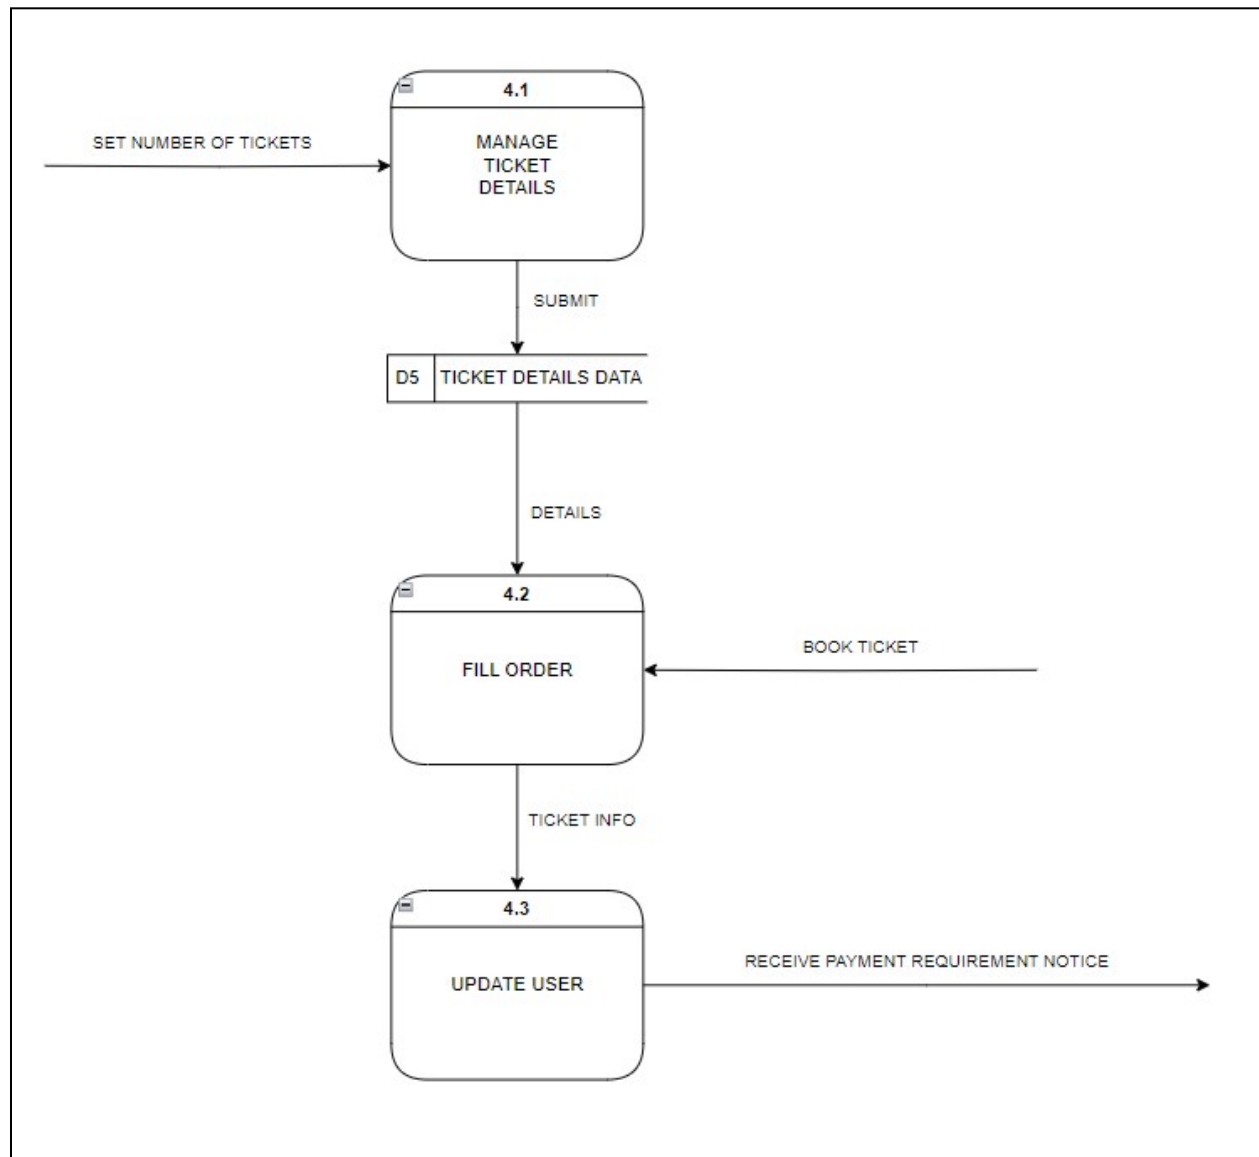 4.1
SET NUMBER OF TICKETS
MANAGE
TICKET
DETAILS
SUBMIT
D5 TICKET DETAILS DATA
DETAILS
4.2
BOOK TICKET
FILL ORDER
TICKET INFO
4.3
RECEIVE PAYMENT REQUIREMENT NOTICE
UPDATE USER